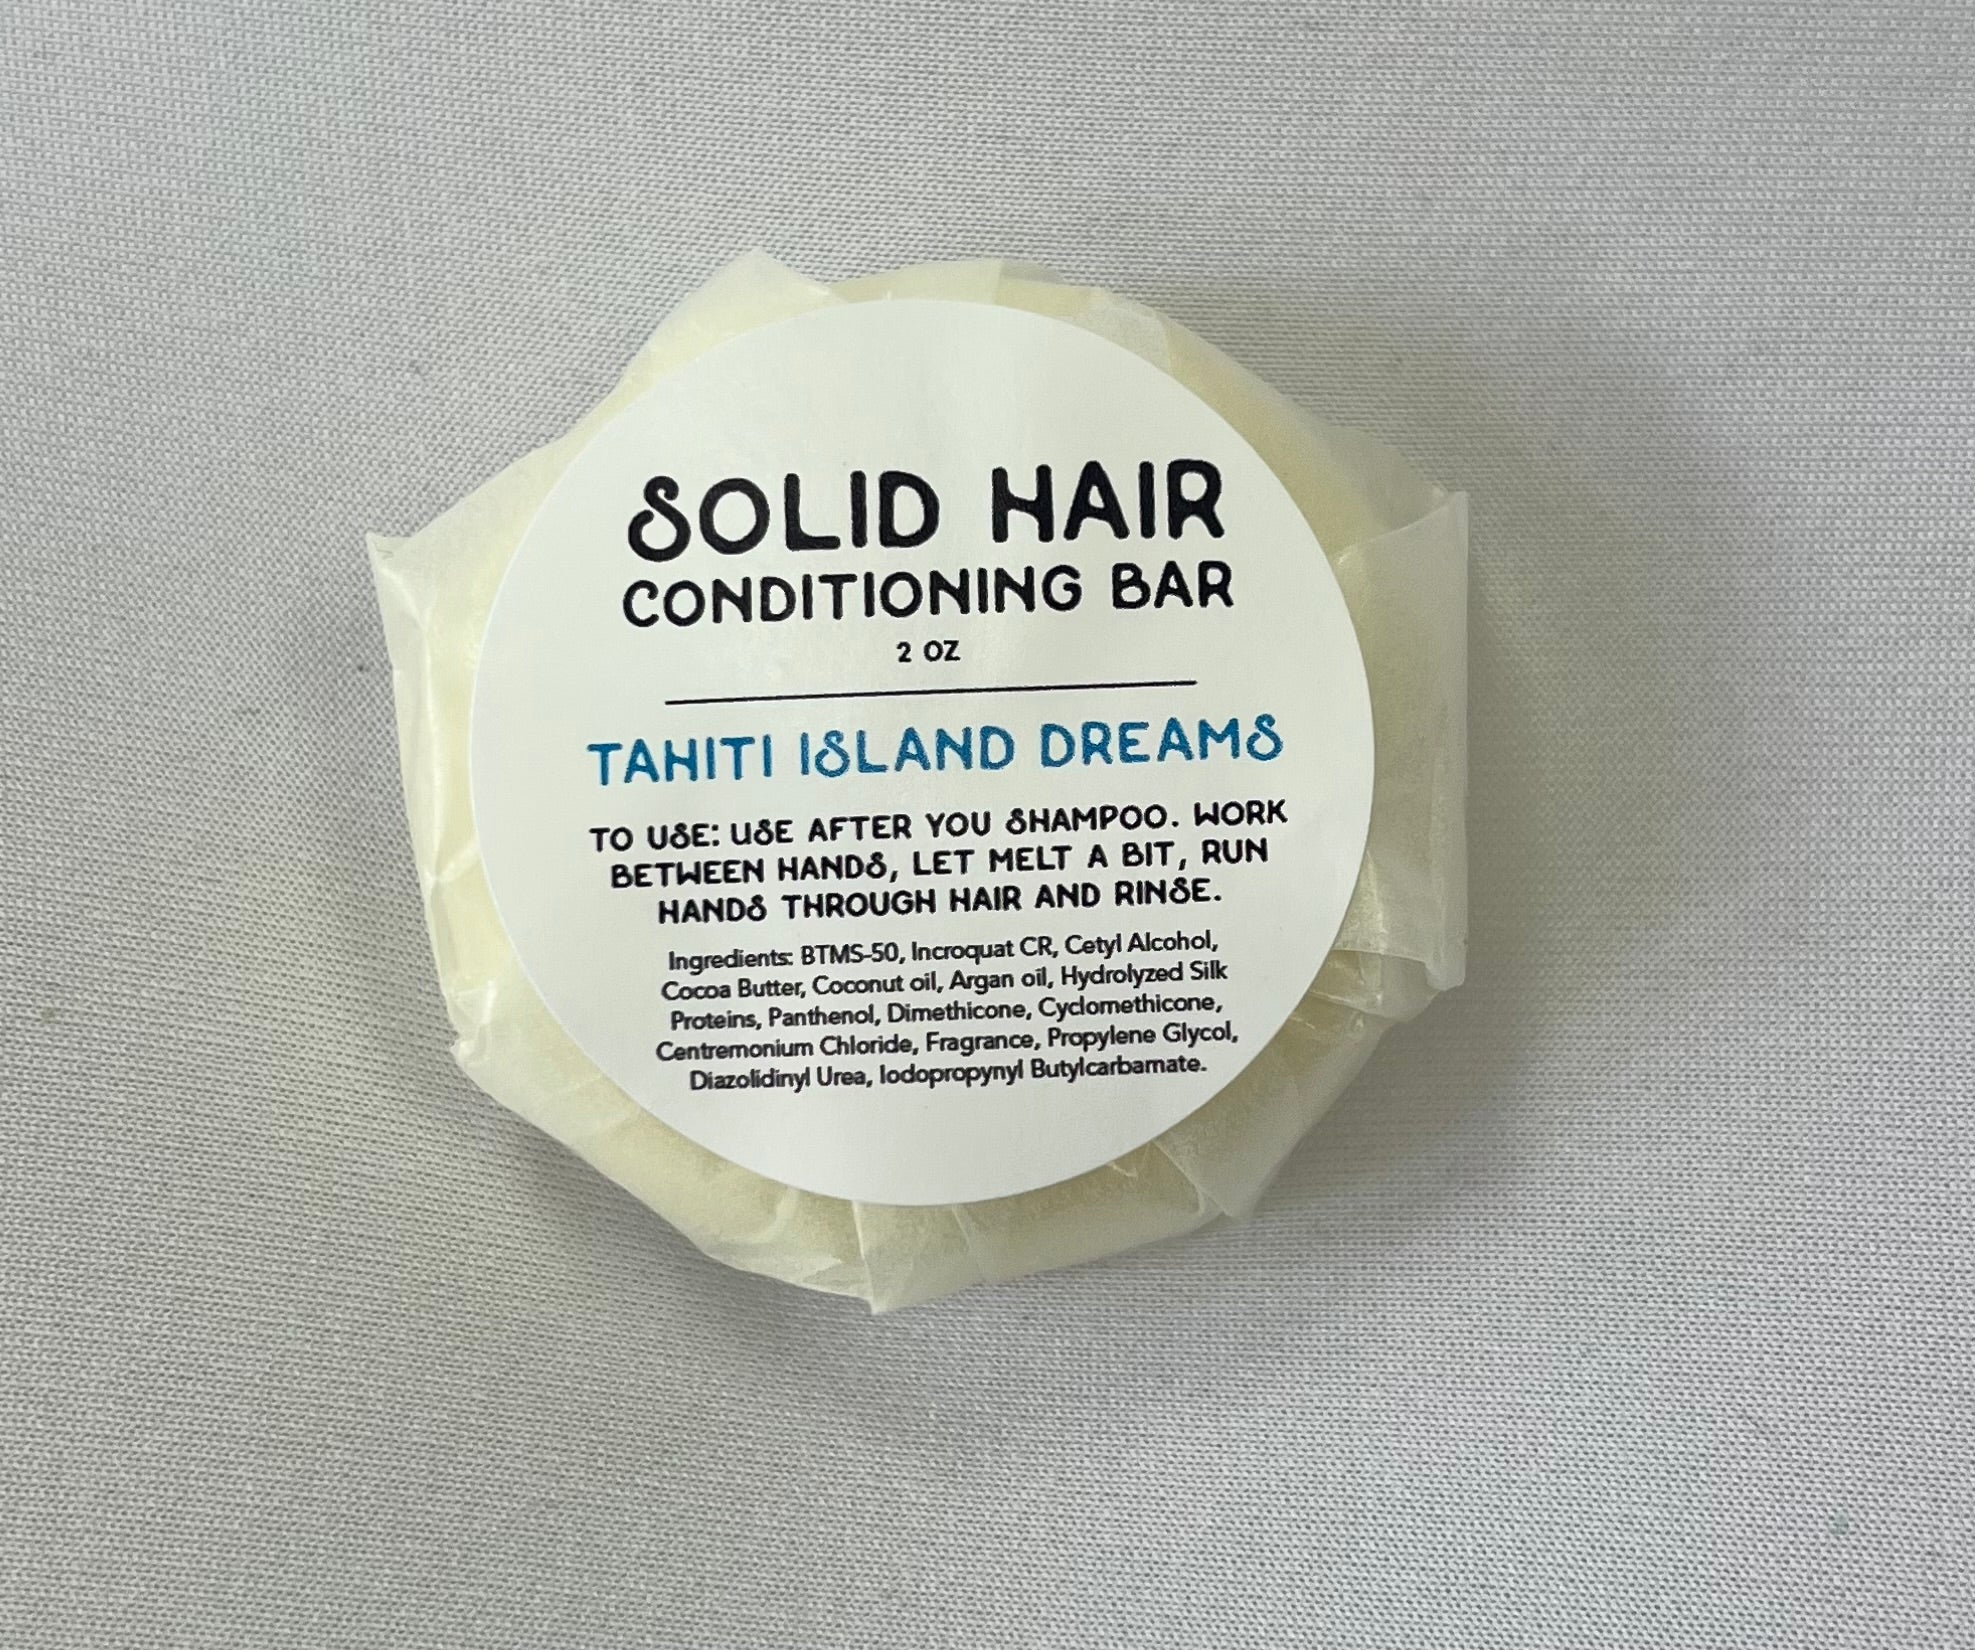 SOLID HAIR
CONDITIONING BAR
2 OZ
TAHITI ISLAND DREAMS
TO USE: USE AFTER YOU SHAMPOO. WORK
BETWEEN HANDS, LET MELT A BIT, RUN
HANDS THROUGH HAIR AND RINSE.
Ingredients: BTMS-50, Incroquat CR, Cetyl Alcohol,
Cocoa Butter, Coconut oil, Argan oil, Hydrolyzed Silk
Proteins, Panthenol, Dimethicone, Cyclomethicone,
Centremonium Chloride, Fragrance, Propylene Glycol,
Diazolidinyl Urea, Iodopropynyl Butylcarbamate.